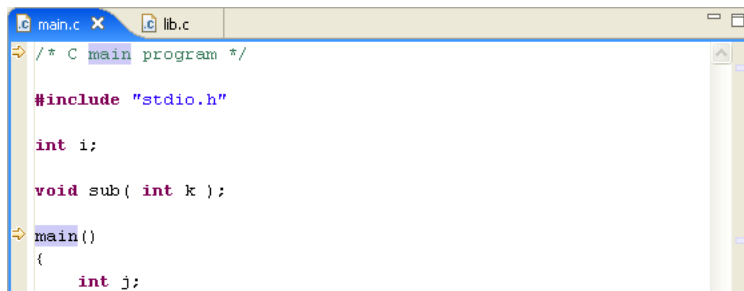 main.c lib.c
/* C main program */
#include "stdio.h"
int i;
void sub( int k );
main()
{
int j;